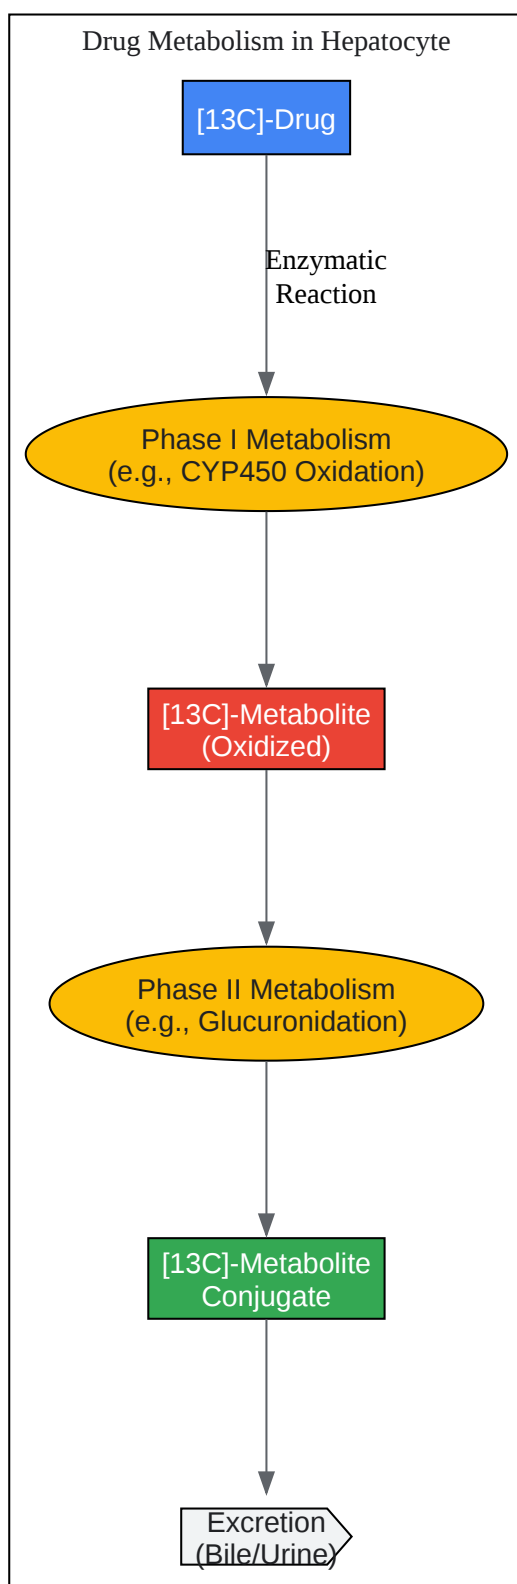 Drug Metabolism in Hepatocyte
[13C]-Drug
Enzymatic
Reaction
Phase I Metabolism
(e.g., CYP450 Oxidation)
[13C]-Metabolite
(Oxidized)
Phase II Metabolism
(e.g., Glucuronidation)
[13C]-Metabolite
Conjugate
Excretion
(Bile/Urine)